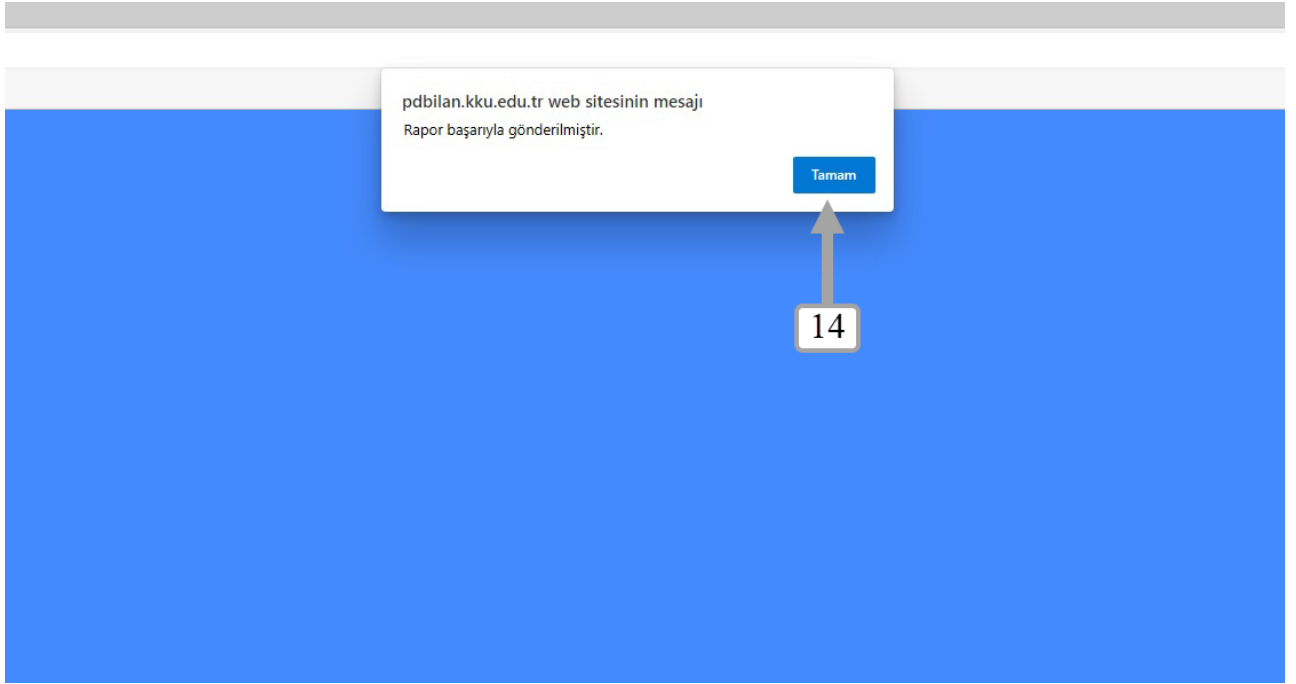 pdbilan.kku.edu.tr web sitesinin mesajı
Rapor başarıyla gönderilmiştir.
Tamam
14